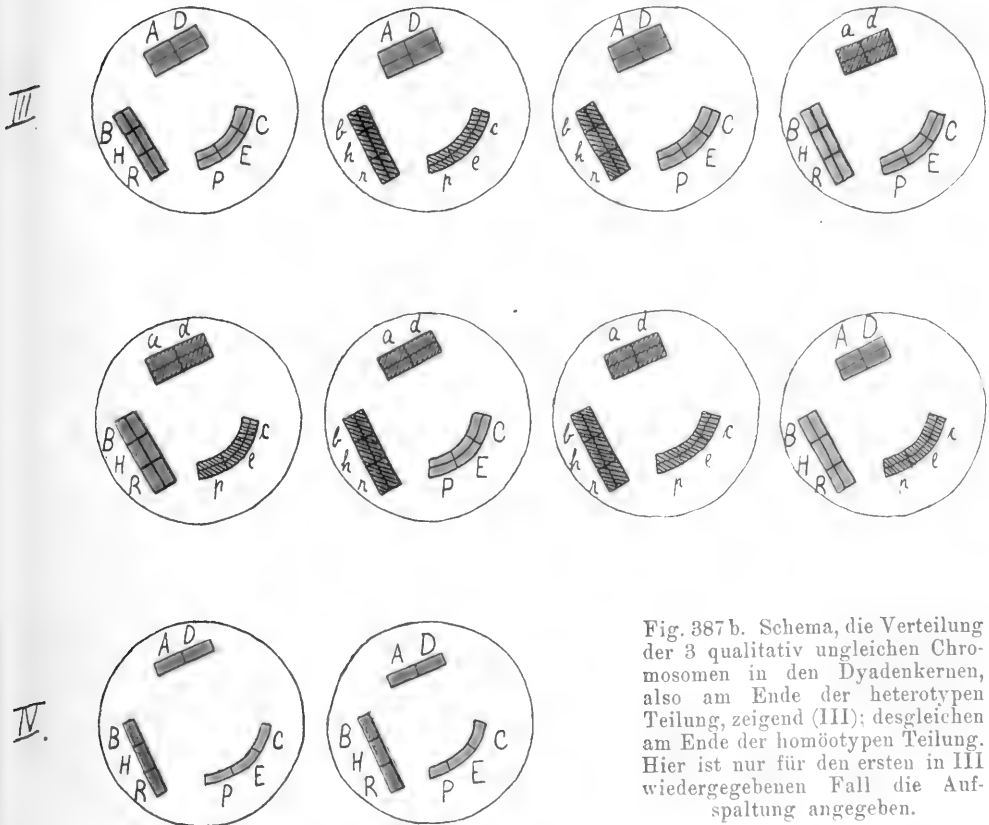 III.
A D
B
H
R
C
E
P
A D
b
h
r
c
e
p
A D
b
h
r
C
E
P
a d
B
H
R
C
E
P
a d
B
H
R
c
e
p
a d
b
h
r
C
E
P
a d
b
h
r
c
e
p
A D
B
H
R
c
e
IV.
A D
B
H
R
C
E
P
A D
B
H
R
C
E
P
Fig. 387 b. Schema, die Verteilung
der 3 qualitativ ungleichen Chro-
mosomen in den Dyadenkernen,
also am Ende der heterotypen
Teilung, zeigend (III); desgleichen
am Ende der homöotypen Teilung.
Hier ist nur für den ersten in III
wiedergegebenen Fall die Auf-
spaltung angegeben.